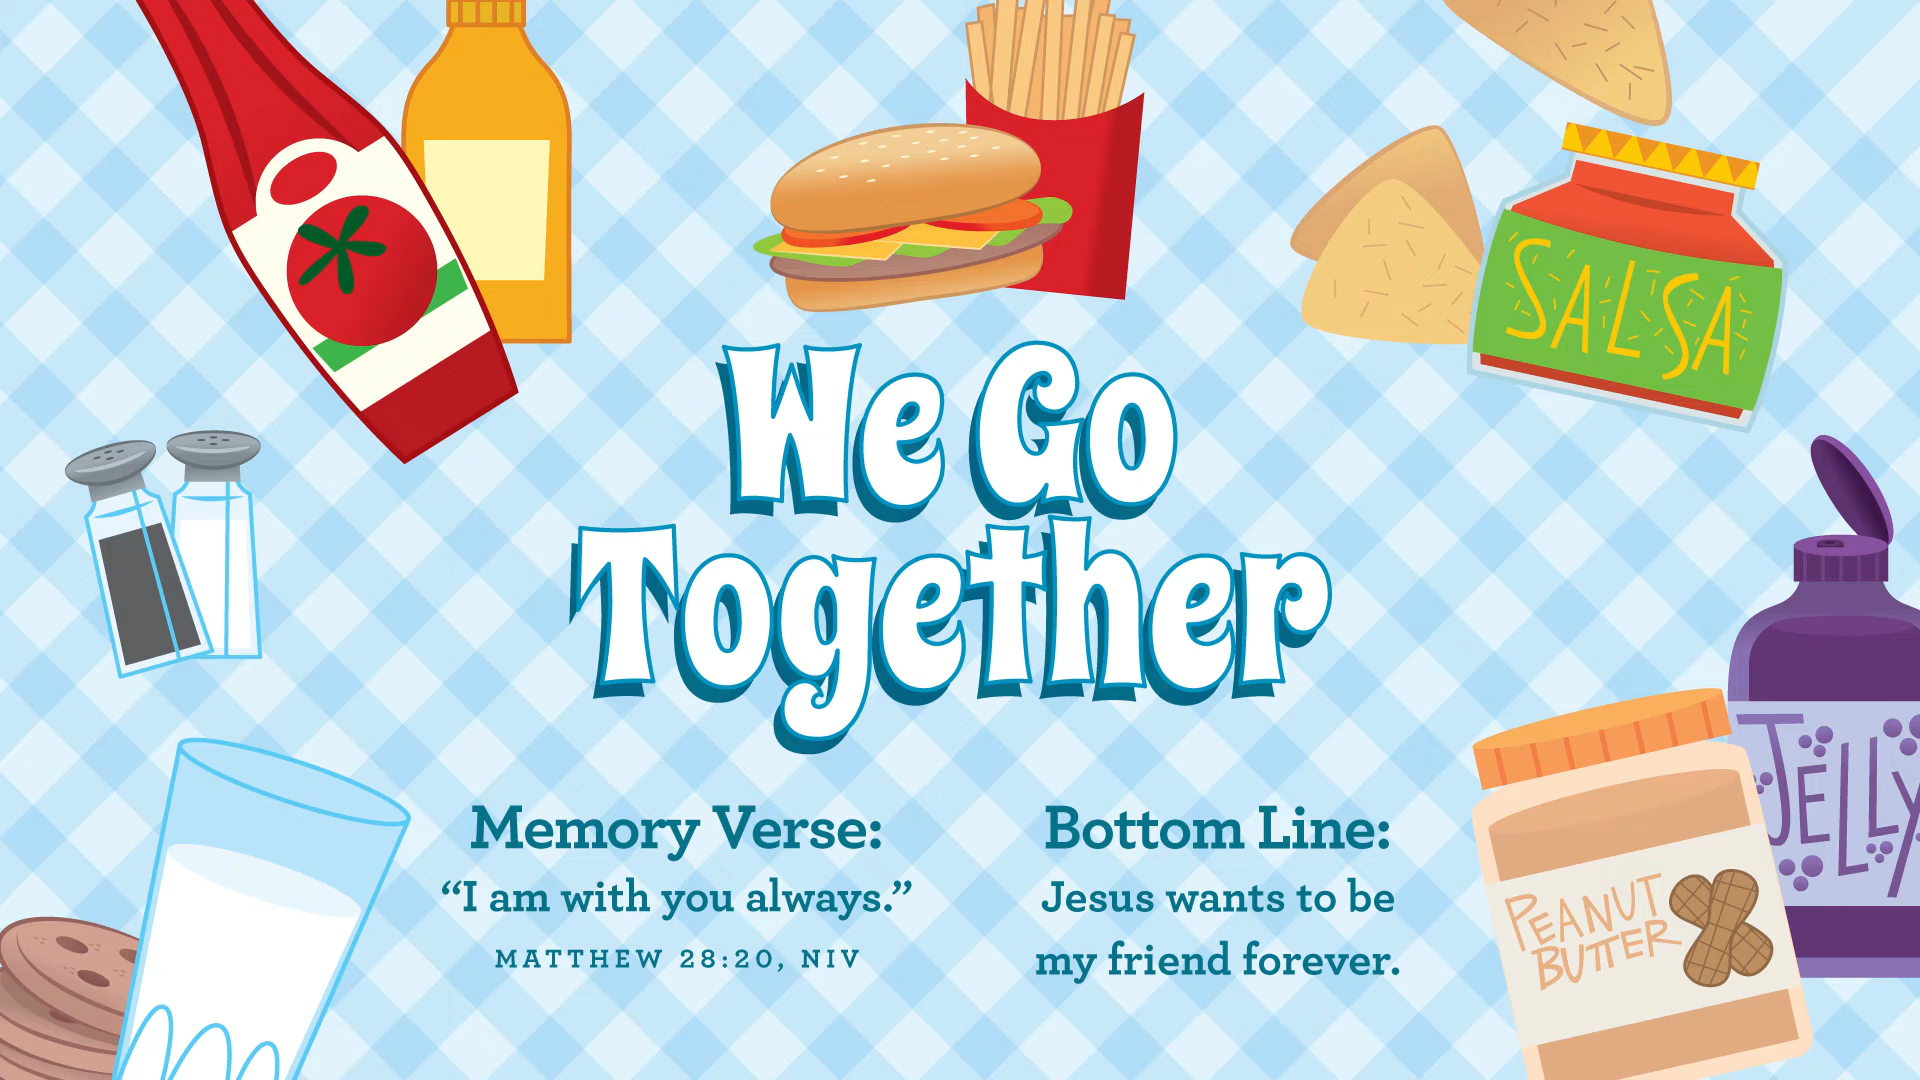 We Go
Together
SALSA
JELLY
PEANUT
BUTTER
Memory Verse:
“I am with you always.”
MATTHEW 28:20, NIV
Bottom Line:
Jesus wants to be
my friend forever.